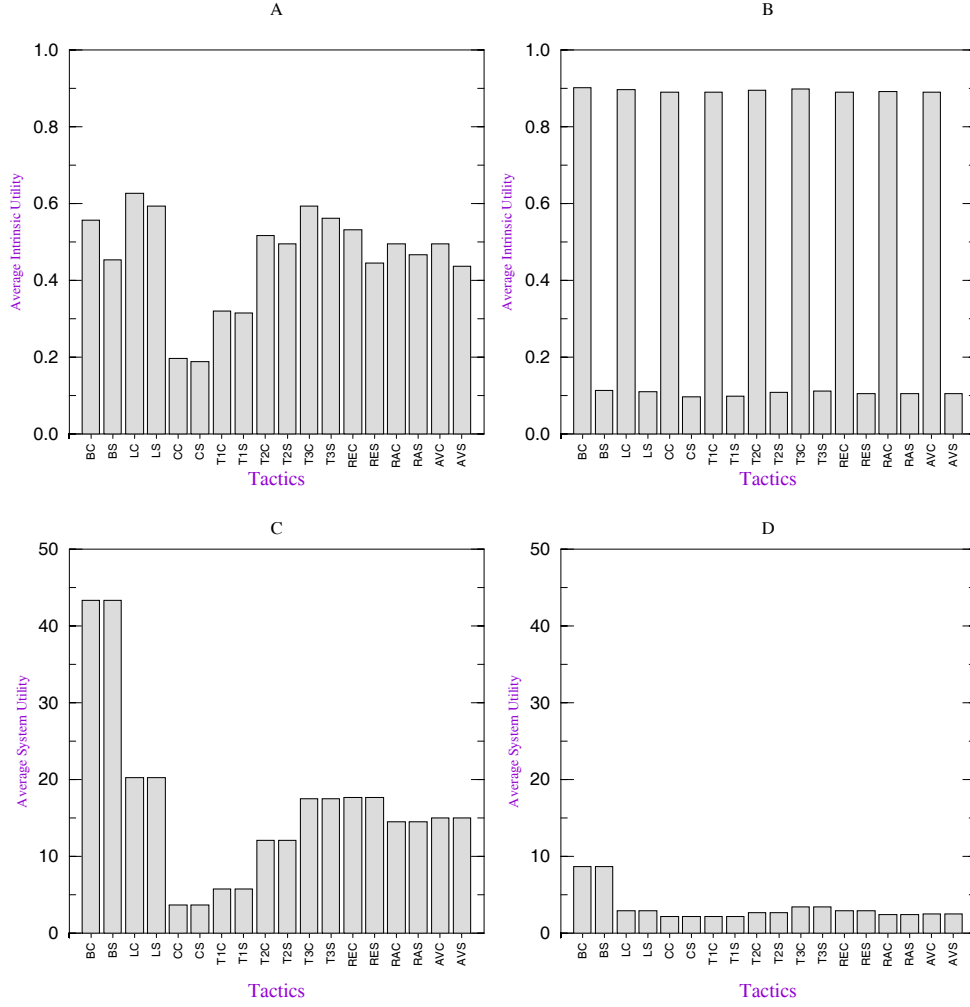 A
1.0
0.8
0.6
0.4
0.2
0.0
Average Intrinsic Utility
BC BS LC LS CC CS T1C T1S T2C T2S T3C T3S REC RES RAC RAS AVC AVS
Tactics
B
1.0
0.8
0.6
0.4
0.2
0.0
Average Intrinsic Utility
BC BS LC LS CC CS T1C T1S T2C T2S T3C T3S REC RES RAC RAS AVC AVS
Tactics
C
50
40
30
20
10
0
Average System Utility
BC BS LC LS CC CS T1C T1S T2C T2S T3C T3S REC RES RAC RAS AVC AVS
Tactics
D
50
40
30
20
10
0
Average System Utility
BC BS LC LS CC CS T1C T1S T2C T2S T3C T3S REC RES RAC RAS AVC AVS
Tactics